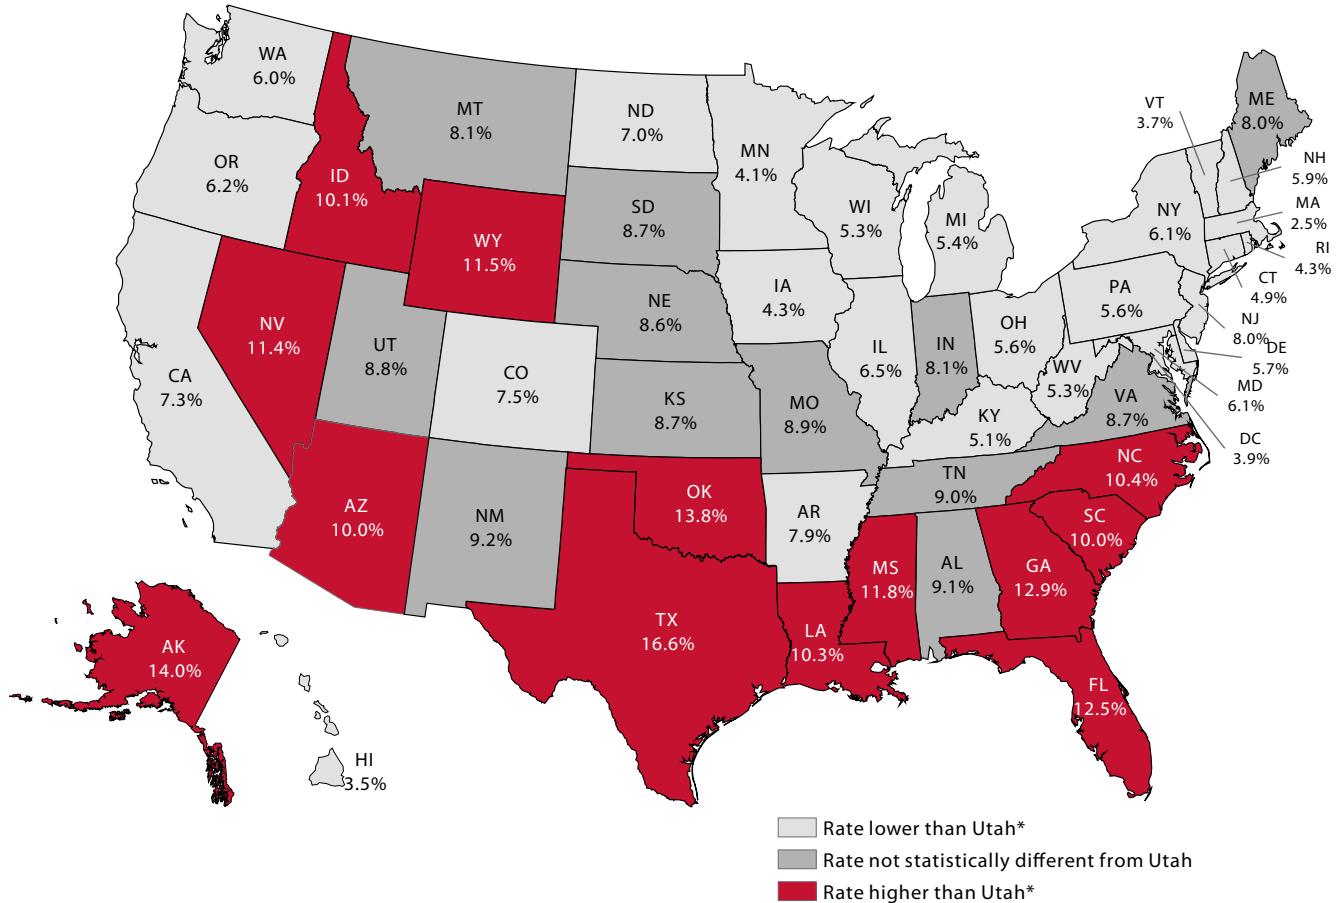 WA
6.0%
MT
8.1%
ND
7.0%
MN
4.1%
VT
3.7%
ME
8.0%
OR
6.2%
ID
10.1%
NH
5.9%
SD
8.7%
WI
5.3%
MI
5.4%
NY
6.1%
MA
2.5%
WY
11.5%
RI
4.3%
CT
4.9%
NE
8.6%
IA
4.3%
PA
5.6%
NV
11.4%
UT
8.8%
IL
6.5%
IN
8.1%
OH
5.6%
NJ
8.0%
DE
5.7%
CA
7.3%
CO
7.5%
WV
5.3%
MD
6.1%
KS
8.7%
MO
8.9%
KY
5.1%
VA
8.7%
DC
3.9%
AZ
10.0%
NM
9.2%
OK
13.8%
AR
7.9%
TN
9.0%
NC
10.4%
SC
10.0%
MS
11.8%
AL
9.1%
GA
12.9%
TX
16.6%
LA
10.3%
AK
14.0%
FL
12.5%
HI
3.5%
Rate lower than Utah*
Rate not statistically different from Utah
Rate higher than Utah*